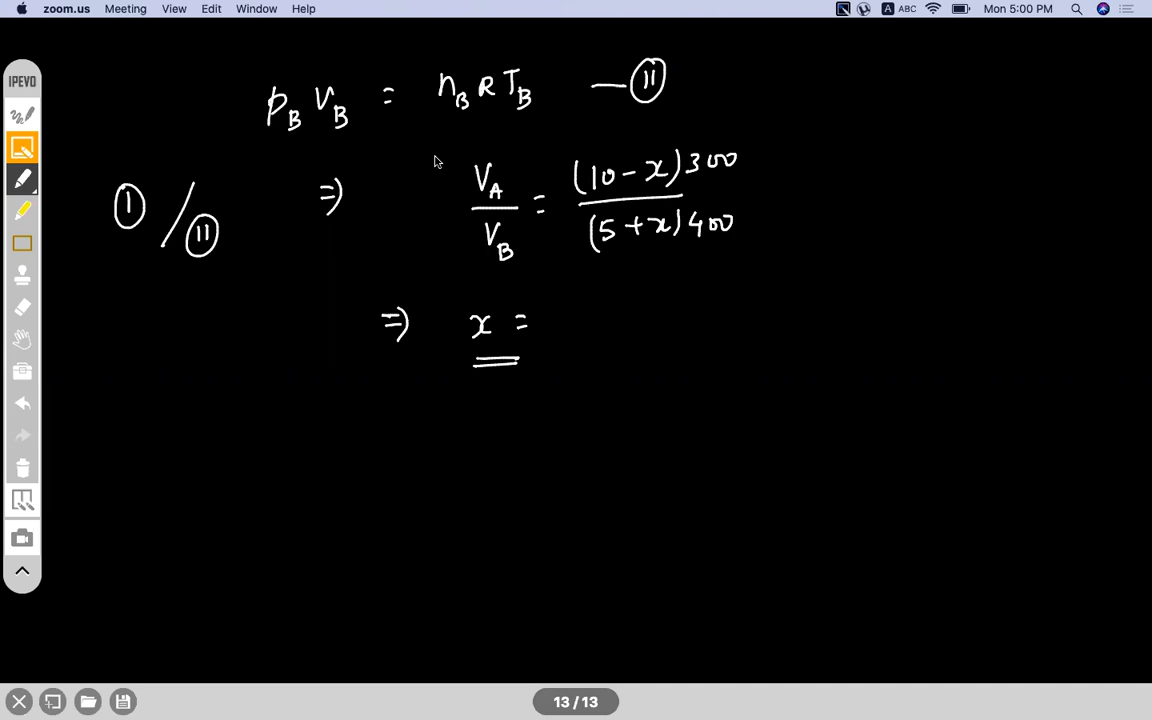 zoom.us Meeting View Edit Window Help A ABC Mon 5:00 PM
IPEVO
p_B V_B = n_B R T_B — (II)
(I) / (II) ⇒ V_A / V_B = (10 - x) 300 / (5 + x) 400
⇒ x =
13 / 13